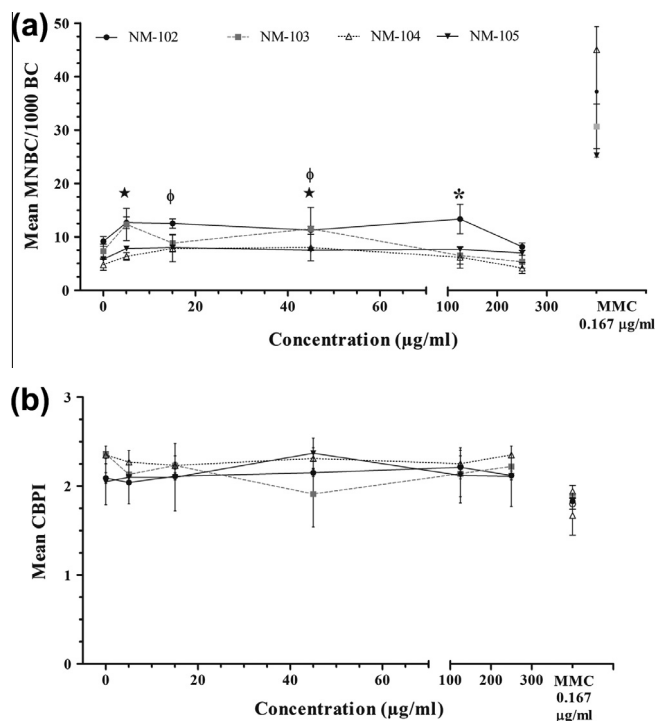 (a)
NM-102 NM-103 NM-104 NM-105
Mean MNBC/1000 BC
50
40
30
20
10
0
★ ϕ ϕ ★ *
0 20 40 60 100 200 300
MMC
0.167 µg/ml
Concentration (µg/ml)
(b)
Mean CBPI
3
2
1
0
0 20 40 60 100 200 300
MMC
0.167
µg/ml
Concentration (µg/ml)